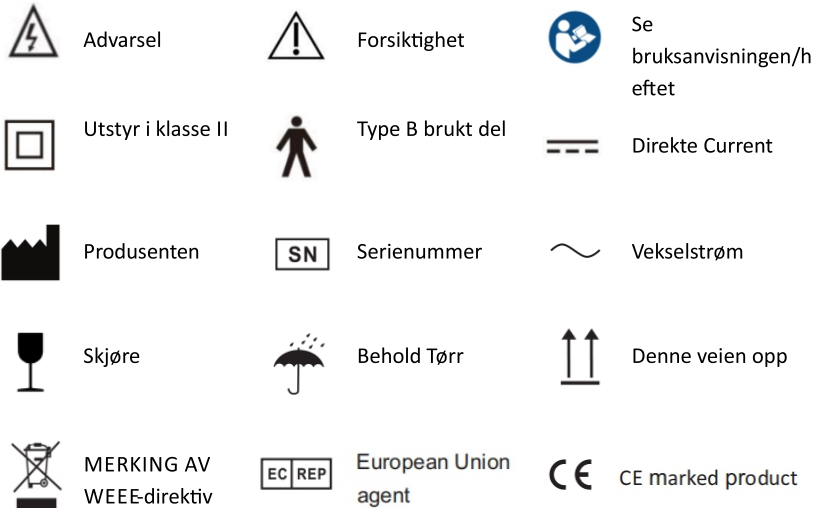 Advarsel
Forsiktighet
Se
bruksanvisningen/h
eftet
Utstyr i klasse II
Type B brukt del
Direkte Current
Produsenten
SN
Serienummer
Vekselstrøm
Skjøre
Behold Tørr
Denne veien opp
MERKING AV
WEEE-direktiv
EC REP
European Union
agent
CE
CE marked product